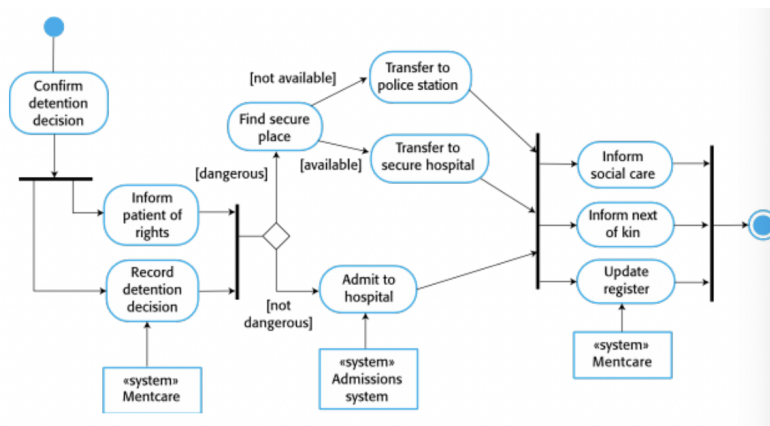 Confirm
detention
decision
Inform
patient of
rights
Record
detention
decision
«system»
Mentcare
[dangerous]
[not
dangerous]
Find secure
place
[not available]
[available]
Transfer to
police station
Transfer to
secure hospital
Admit to
hospital
«system»
Admissions
system
Inform
social care
Inform next
of kin
Update
register
«system»
Mentcare